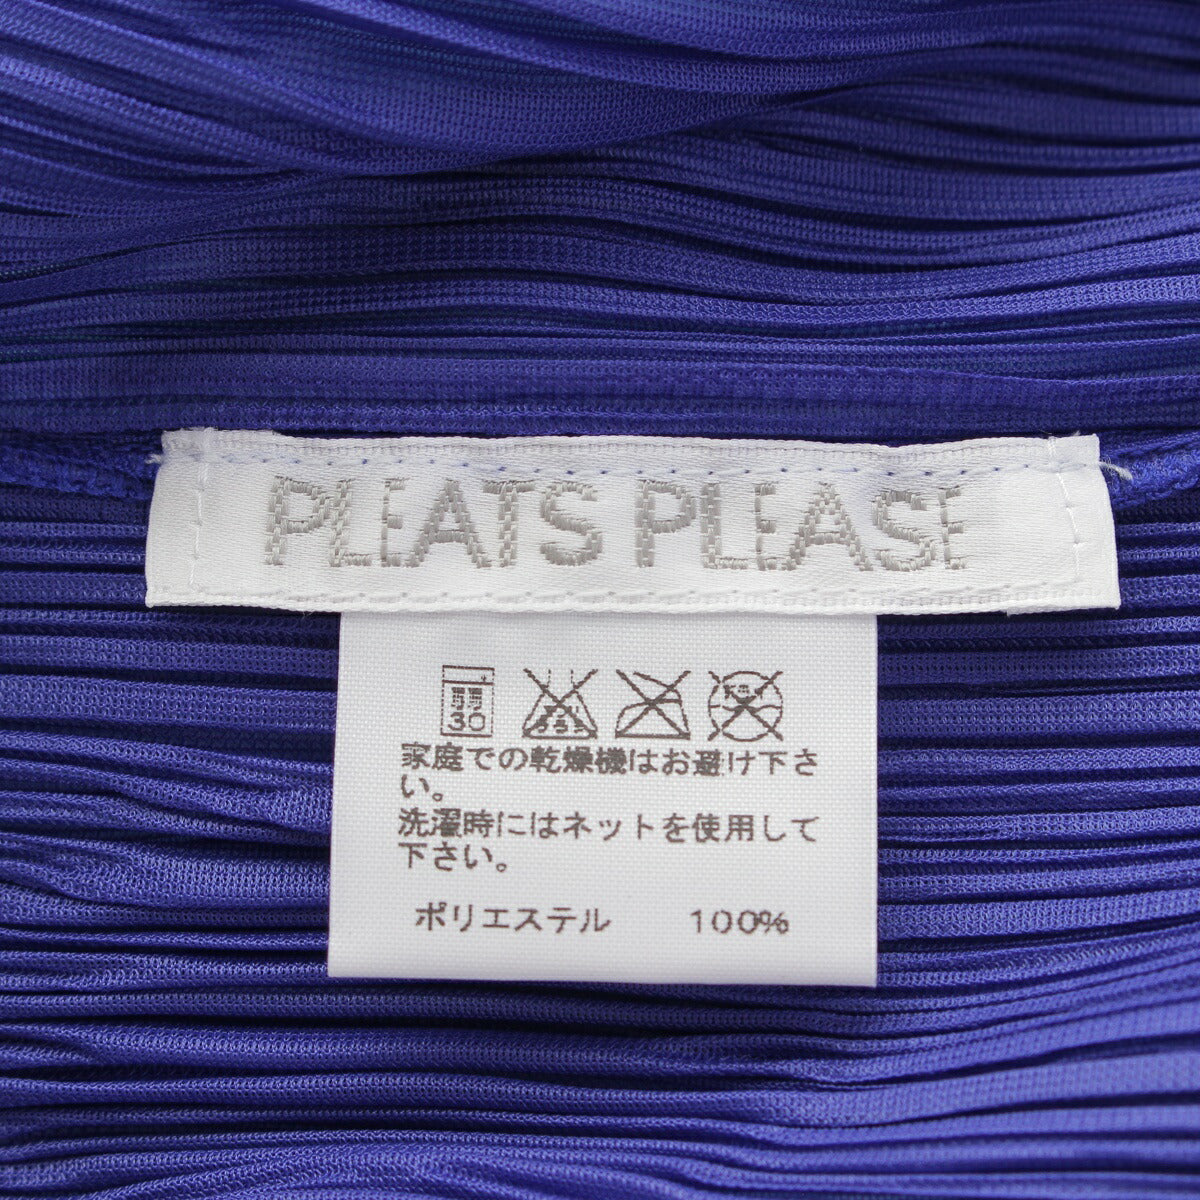 PLEATS PLEASE
弱
30
家庭での乾燥機はお避け下さ
い。
洗濯時にはネットを使用して
下さい。
ポリエステル 100%